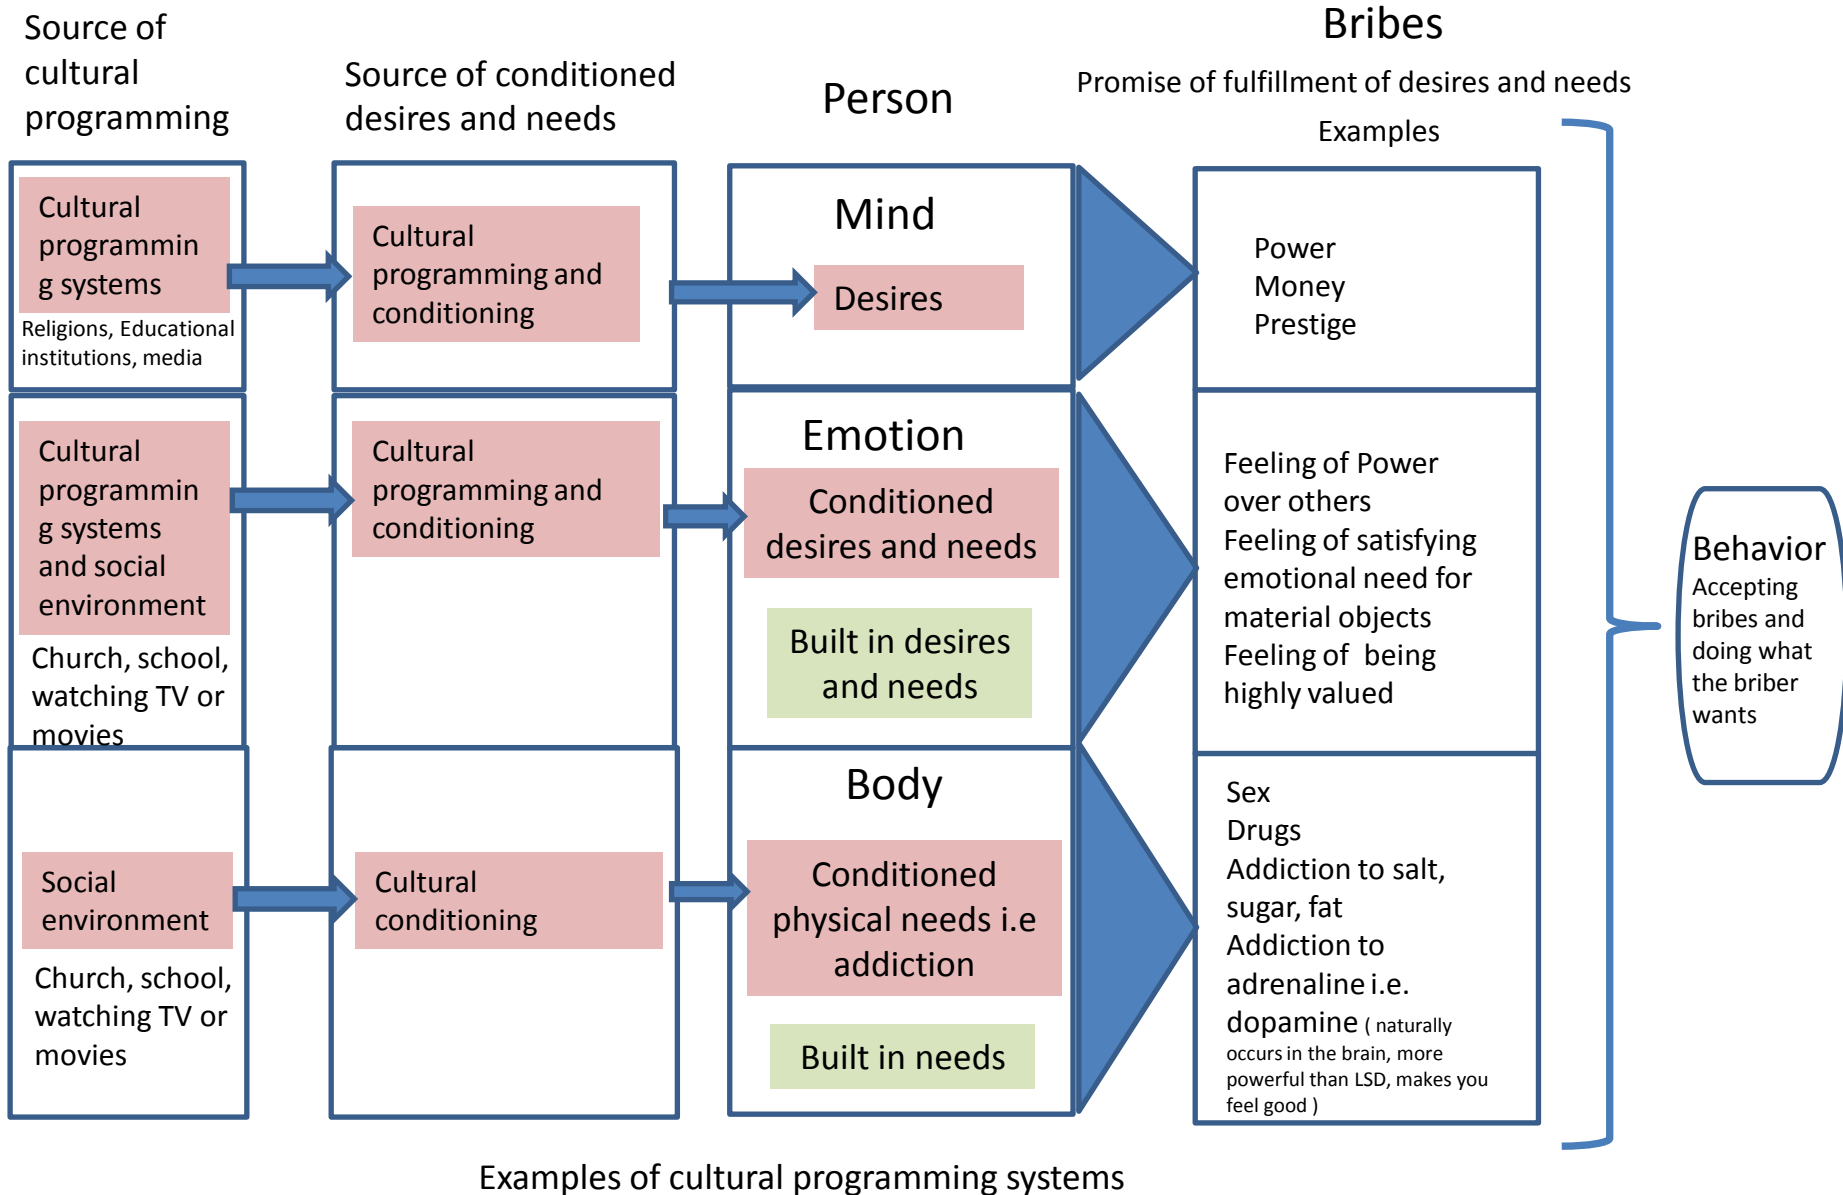 Source of
cultural
programming
Source of conditioned
desires and needs
Person
Bribes
Promise of fulfillment of desires and needs
Examples
Cultural
programmin
g systems
Religions, Educational
institutions, media
Cultural
programming and
conditioning
Mind
Desires
Power
Money
Prestige
Cultural
programmin
g systems
and social
environment
Church, school,
watching TV or
movies
Cultural
programming and
conditioning
Emotion
Conditioned
desires and needs
Built in desires
and needs
Feeling of Power
over others
Feeling of satisfying
emotional need for
material objects
Feeling of being
highly valued
Social
environment
Church, school,
watching TV or
movies
Cultural
conditioning
Body
Conditioned
physical needs i.e
addiction
Built in needs
Sex
Drugs
Addiction to salt,
sugar, fat
Addiction to
adrenaline i.e.
dopamine ( naturally
occurs in the brain, more
powerful than LSD, makes you
feel good )
Behavior
Accepting
bribes and
doing what
the briber
wants
Examples of cultural programming systems